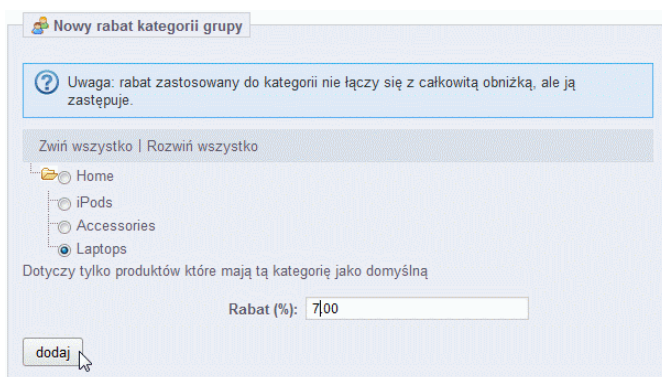 Nowy rabat kategorii grupy
Uwaga: rabat zastosowany do kategorii nie łączy się z całkowitą obniżką, ale ją
zastępuje.
Zwiń wszystko | Rozwiń wszystko
Home
iPods
Accessories
Laptops
Dotyczy tylko produktów które mają tą kategorię jako domyślną
Rabat (%): 7.00
dodaj